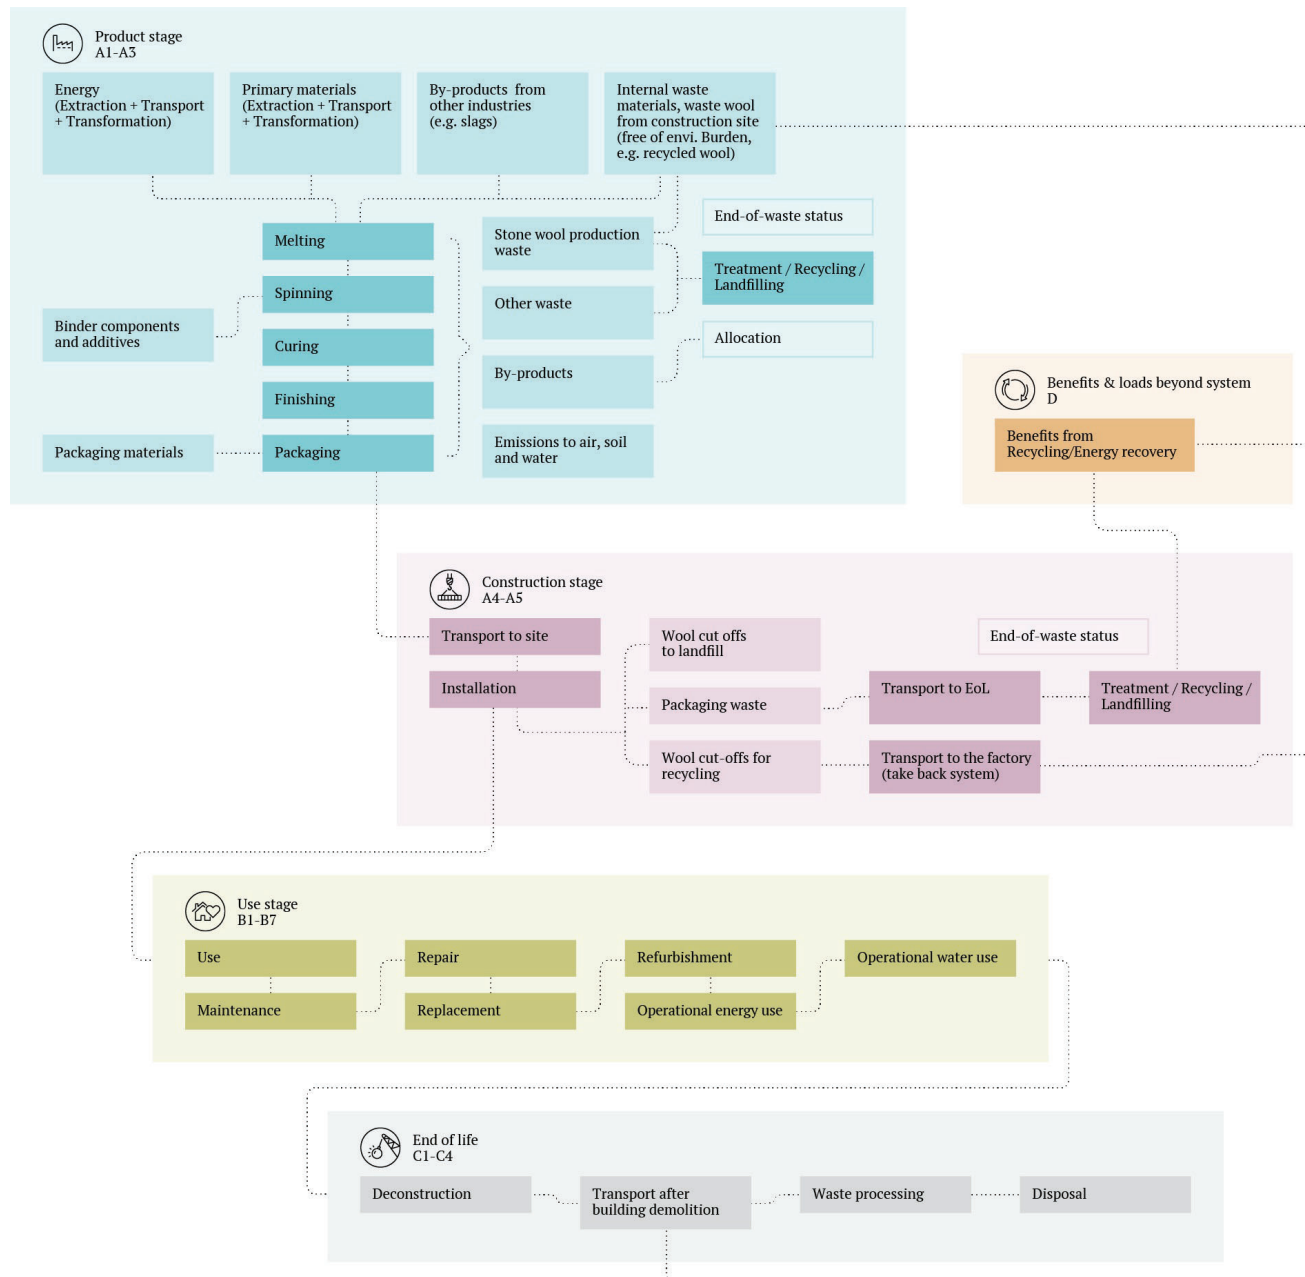 Product stage
A1-A3
Energy
(Extraction + Transport
+ Transformation)
Primary materials
(Extraction + Transport
+ Transformation)
By-products from
other industries
(e.g. slags)
Internal waste
materials, waste wool
from construction site
(free of envi. Burden,
e.g. recycled wool)
Melting
Spinning
Curing
Finishing
Packaging
Binder components
and additives
Packaging materials
Stone wool production
waste
Other waste
By-products
Emissions to air, soil
and water
End-of-waste status
Treatment / Recycling /
Landfilling
Allocation
Benefits & loads beyond system
D
Benefits from
Recycling/Energy recovery
Construction stage
A4-A5
Transport to site
Installation
Wool cut offs
to landfill
Packaging waste
Wool cut-offs for
recycling
End-of-waste status
Transport to EoL
Treatment / Recycling /
Landfilling
Transport to the factory
(take back system)
Use stage
B1-B7
Use
Maintenance
Repair
Replacement
Refurbishment
Operational energy use
Operational water use
End of life
C1-C4
Deconstruction
Transport after
building demolition
Waste processing
Disposal